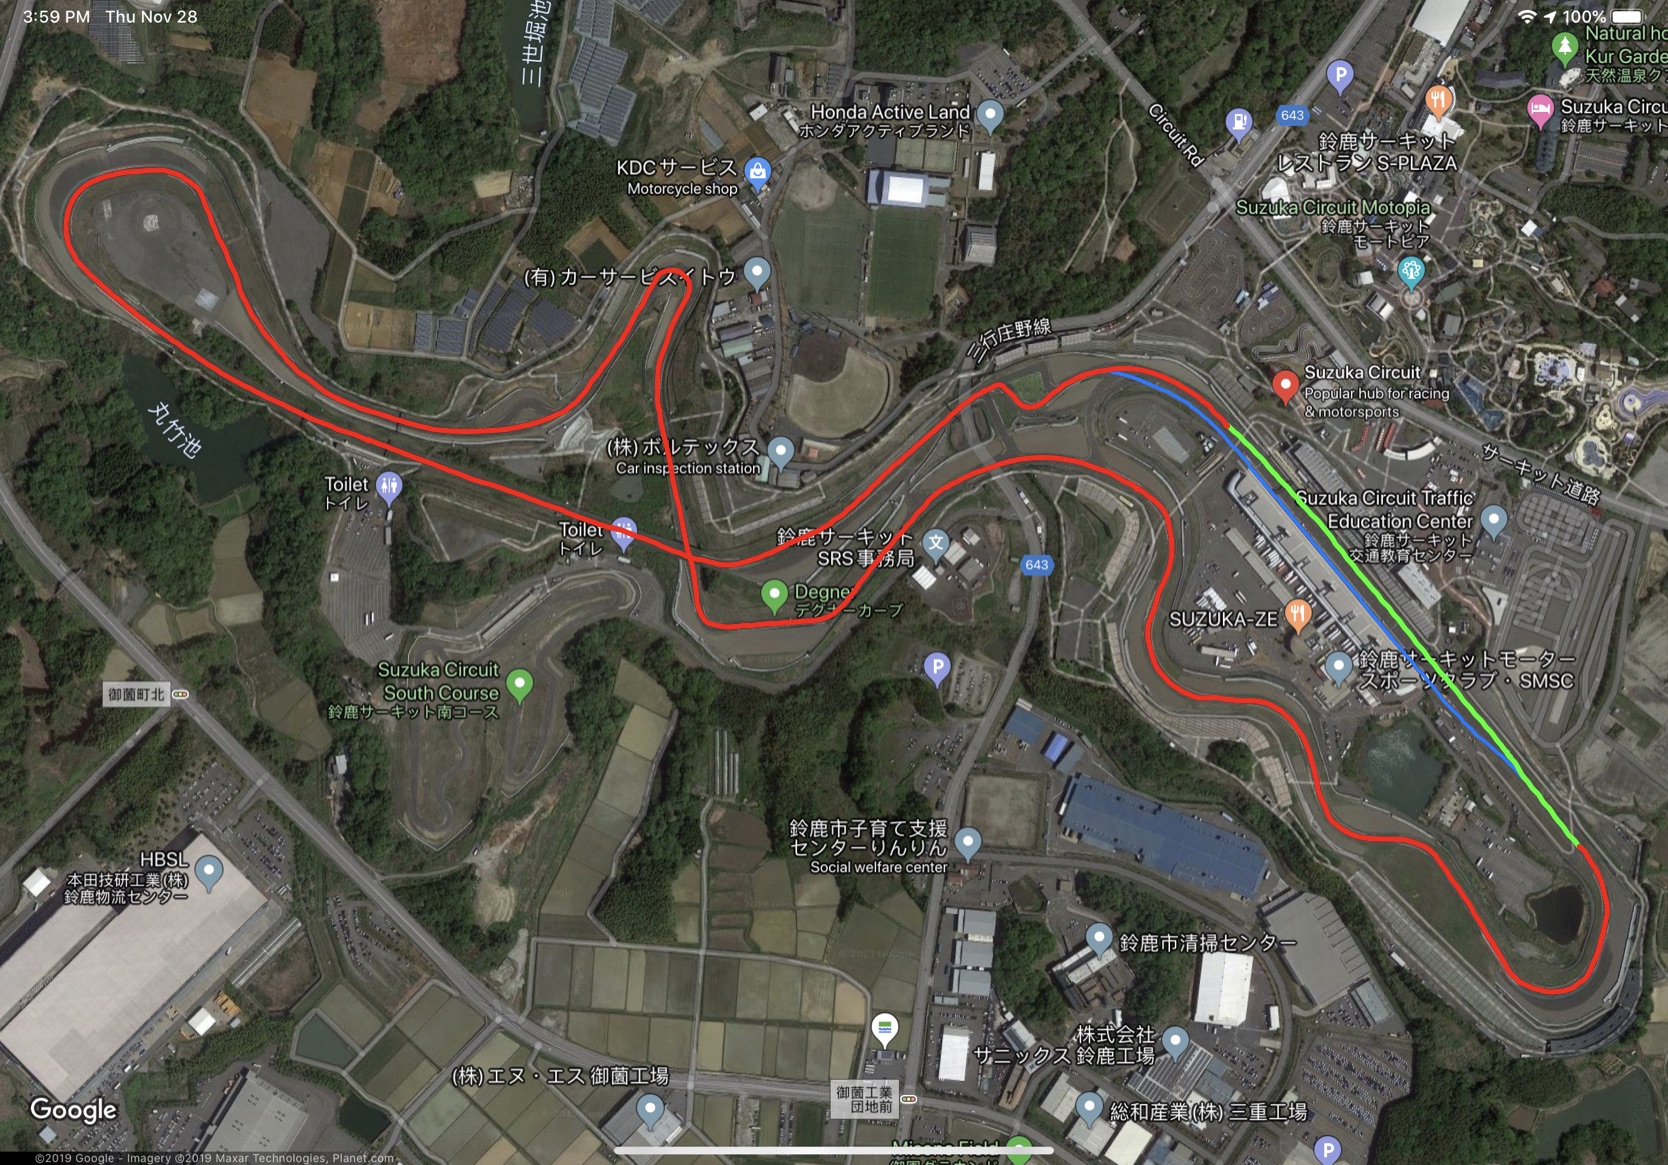 3:59 PM Thu Nov 28
100%
三世堀池
Natural ho
Kur Garde
天然温泉ク
Honda Active Land
ホンダアクティブランド
Circuit Rd
643
Suzuka Circu
鈴鹿サーキット
鈴鹿サーキット
レストラン S-PLAZA
KDCサービス
Motorcycle shop
Suzuka Circuit Motopia
鈴鹿サーキット
モートピア
(有)カーサービスイトウ
三行庄野線
Suzuka Circuit
Popular hub for racing
& motorsports
丸竹池
(株)ボルテックス
Car inspection station
サーキット道路
Toilet
トイレ
Suzuka Circuit Traffic
Education Center
鈴鹿サーキット
交通教育センター
Toilet
トイレ
鈴鹿サーキット
SRS事務局
643
Degner
デグナーカーブ
SUZUKA-ZE
鈴鹿サーキットモーター
スポーツクラブ・SMSC
Suzuka Circuit
South Course
鈴鹿サーキット南コース
御薗町北
鈴鹿市子育て支援
センターりんりん
Social welfare center
HBSL
本田技研工業(株)
鈴鹿物流センター
鈴鹿市清掃センター
株式会社
サニックス 鈴鹿工場
(株)エヌ・エス 御薗工場
御薗工業
団地前
総和産業(株) 三重工場
Google
©2019 Google - Imagery ©2019 Maxar Technologies, Planet.com